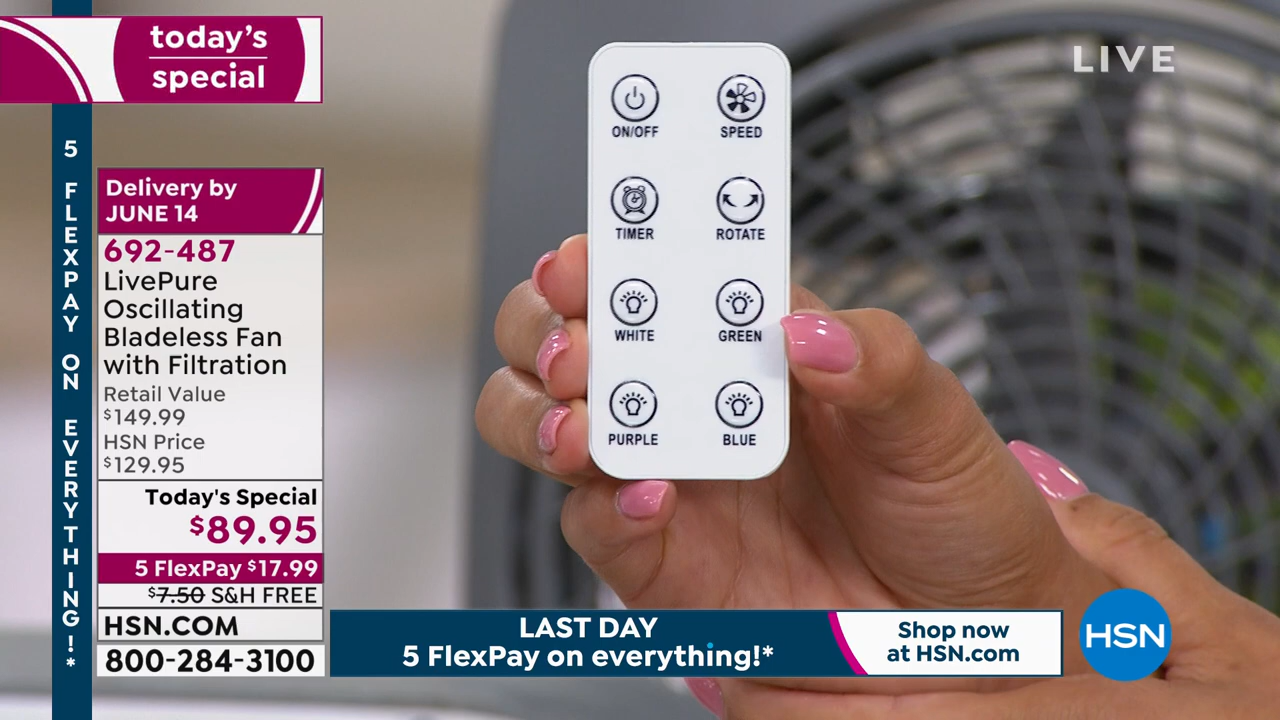 today's
special
LIVE
5 FLEXPAY ON EVERYTHING!*
Delivery by
JUNE 14
692-487
LivePure
Oscillating
Bladeless Fan
with Filtration
Retail Value
$149.99
HSN Price
$129.95
Today's Special
$89.95
5 FlexPay $17.99
$7.50 S&H FREE
HSN.COM
800-284-3100
ON/OFF
SPEED
TIMER
ROTATE
WHITE
GREEN
PURPLE
BLUE
LAST DAY
5 FlexPay on everything!*
Shop now
at HSN.com
HSN